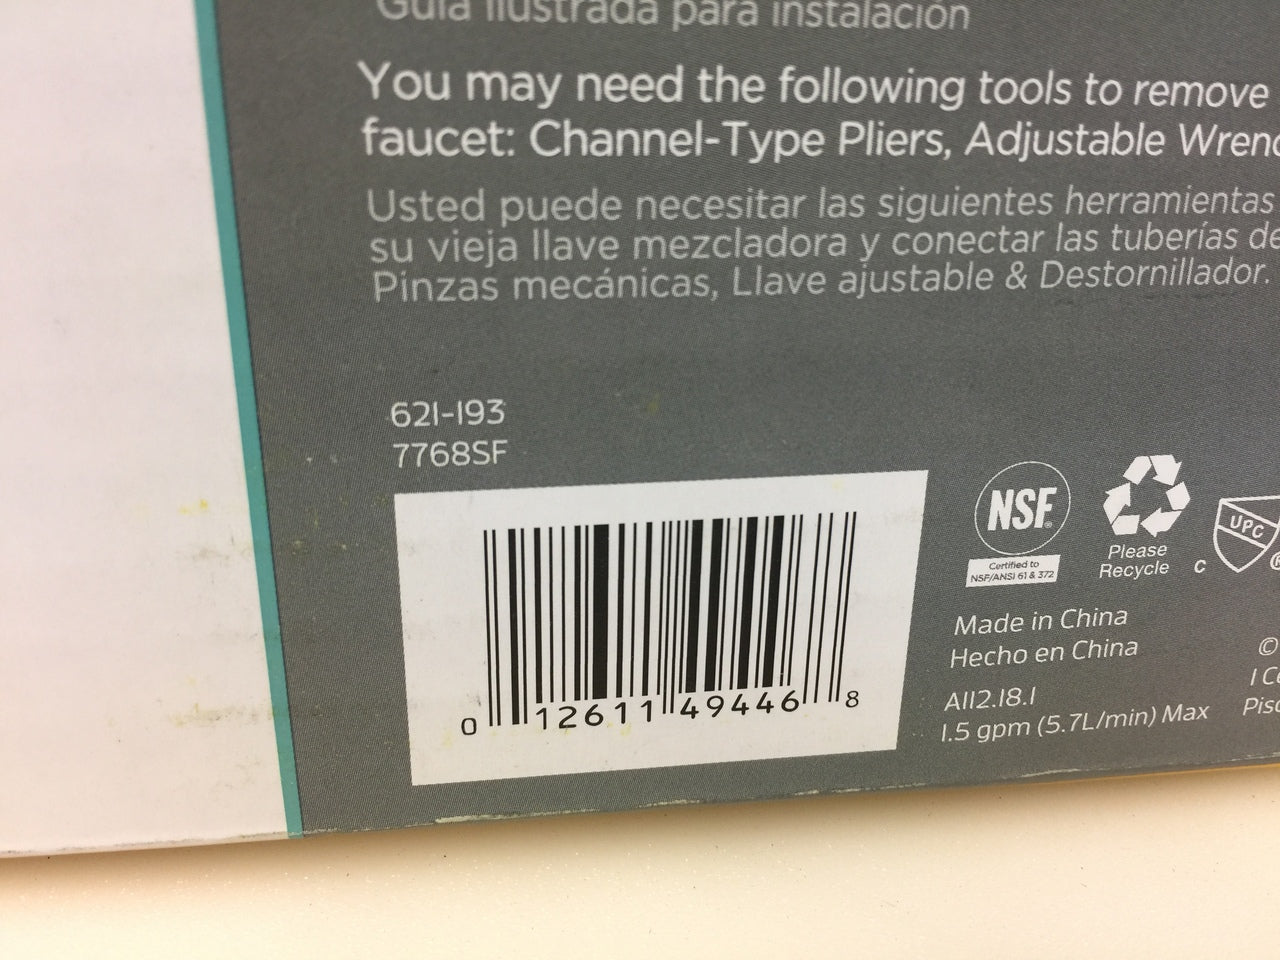 Guía ilustrada para instalación
You may need the following tools to remove
faucet: Channel-Type Pliers, Adjustable
Usted puede necesitar las siguientes herramientas
su vieja llave mezcladora y conectar las tuberías de
Pinzas mecánicas, Llave ajustable & Destornillador.
621-193
7768SF
0 12611 49446 8
NSF®
Certified to
NSF/ANSI 61 & 372
Please
Recycle
C UPC ®
Made in China
Hecho en China
A112.18.1
1.5 gpm (5.7L/min) Max
©
1